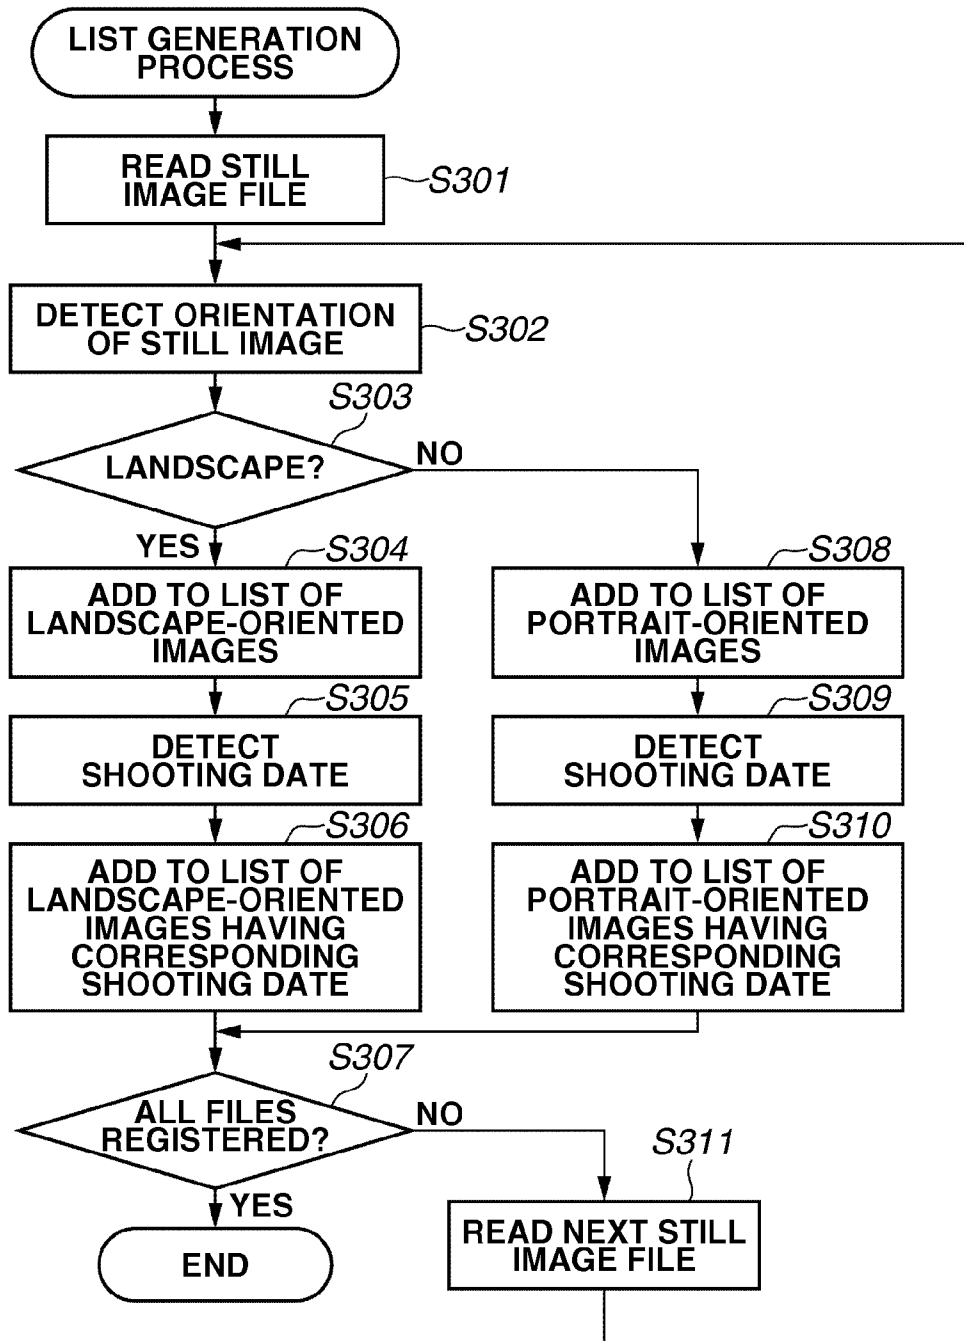 LIST GENERATION
PROCESS
READ STILL
IMAGE FILE
S301
DETECT ORIENTATION
OF STILL IMAGE
S302
S303
LANDSCAPE?
NO
YES
S304
ADD TO LIST OF
LANDSCAPE-ORIENTED
IMAGES
S308
ADD TO LIST OF
PORTRAIT-ORIENTED
IMAGES
S305
DETECT
SHOOTING DATE
S309
DETECT
SHOOTING DATE
S306
ADD TO LIST OF
LANDSCAPE-ORIENTED
IMAGES HAVING
CORRESPONDING
SHOOTING DATE
S310
ADD TO LIST OF
PORTRAIT-ORIENTED
IMAGES HAVING
CORRESPONDING
SHOOTING DATE
S307
ALL FILES
REGISTERED?
NO
YES
END
S311
READ NEXT STILL
IMAGE FILE